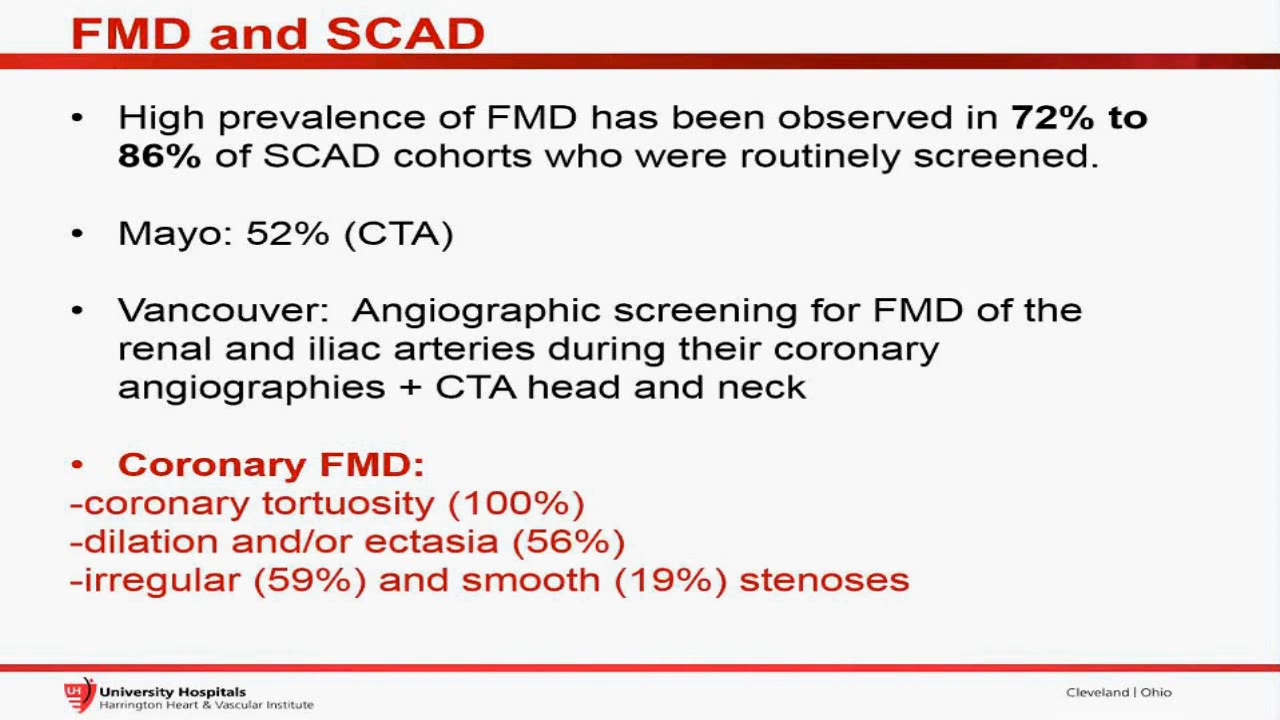 FMD and SCAD
• High prevalence of FMD has been observed in 72% to
86% of SCAD cohorts who were routinely screened.
• Mayo: 52% (CTA)
• Vancouver: Angiographic screening for FMD of the
renal and iliac arteries during their coronary
angiographies + CTA head and neck
• Coronary FMD:
-coronary tortuosity (100%)
-dilation and/or ectasia (56%)
-irregular (59%) and smooth (19%) stenoses
UH University Hospitals
Harrington Heart & Vascular Institute
Cleveland | Ohio